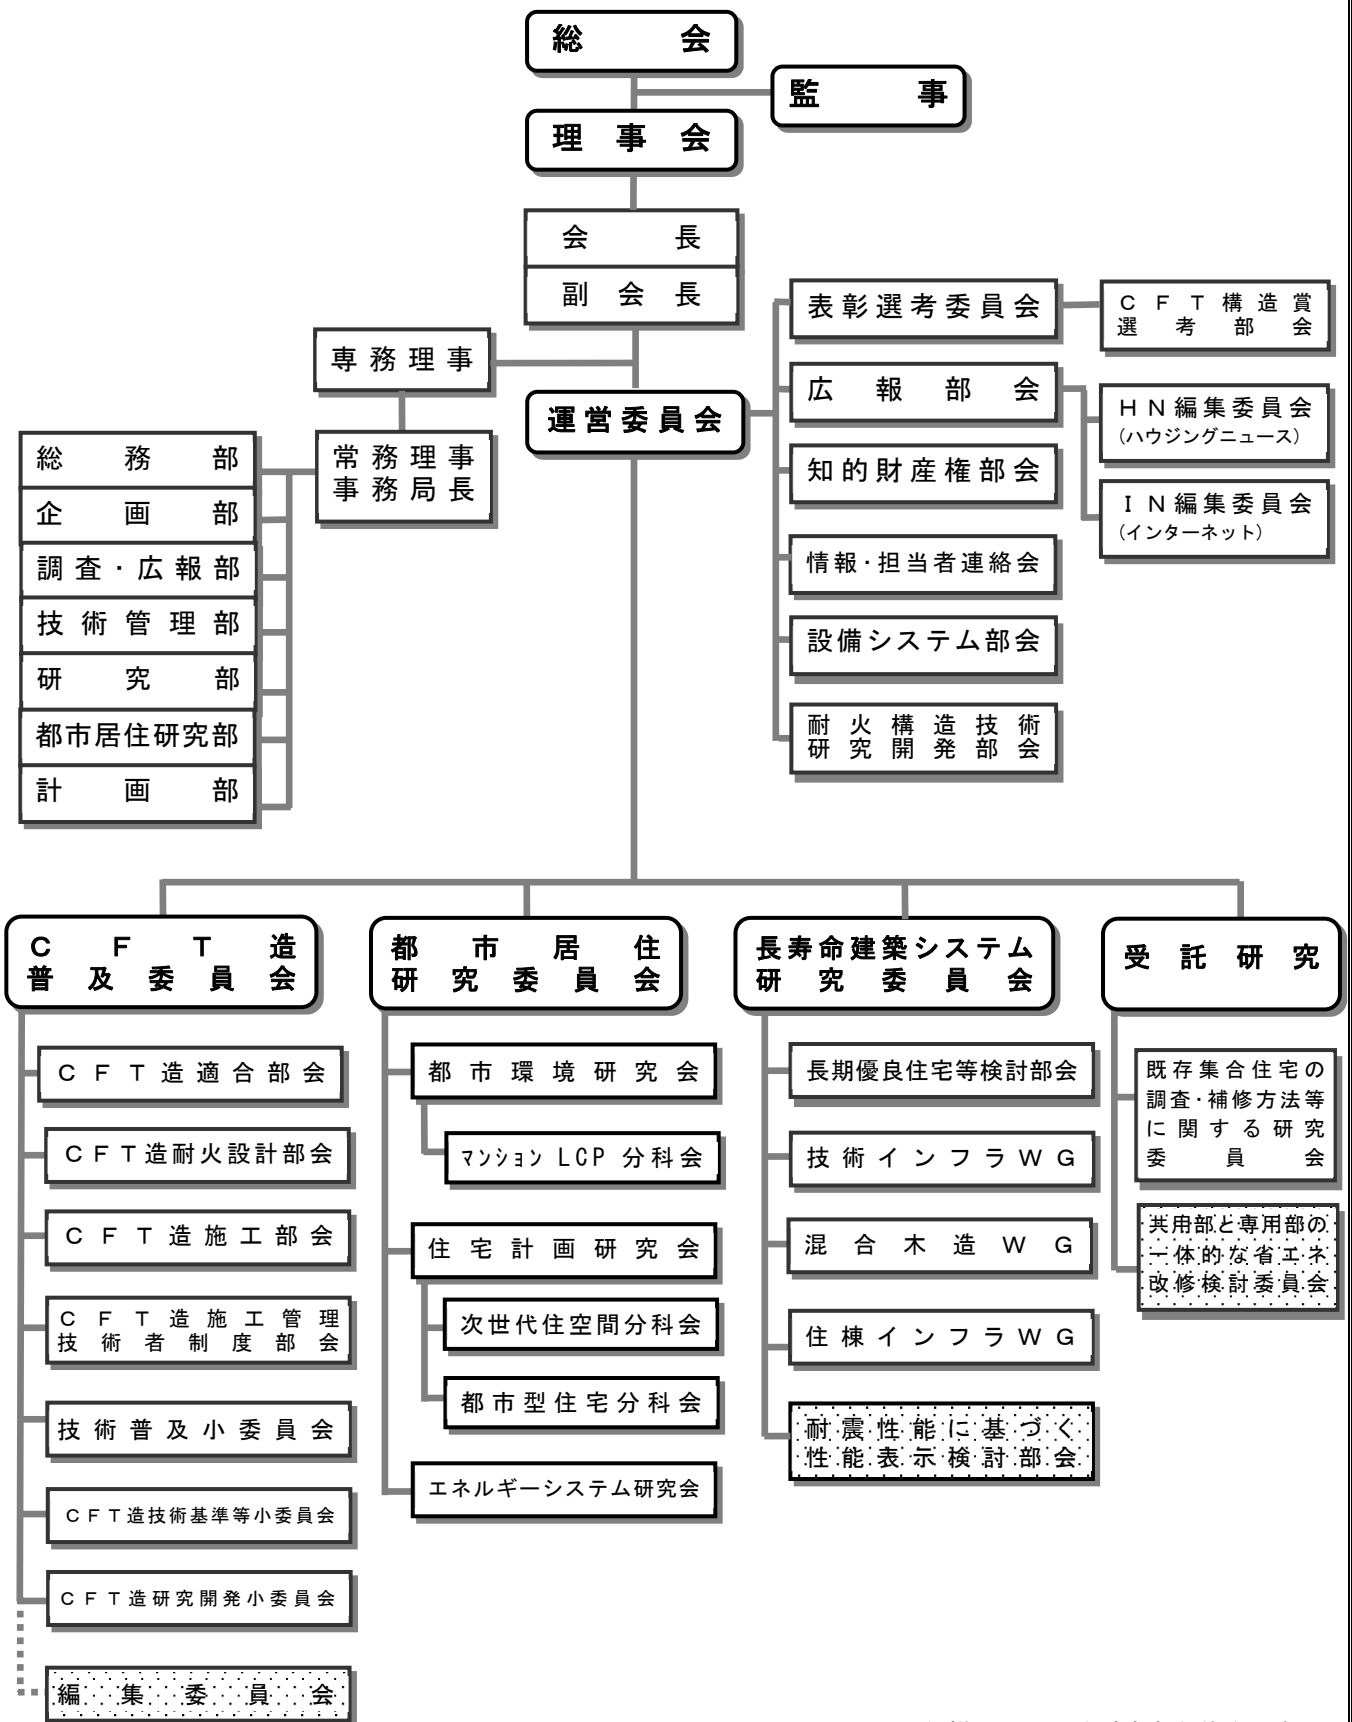 総会
監事
理事会
会長
副会長
専務理事
常務理事
事務局長
総務部
企画部
調査・広報部
技術管理部
研究部
都市居住研究部
計画部
運営委員会
表彰選考委員会
CFT構造賞
選考部会
広報部会
HN編集委員会
(ハウジングニュース)
IN編集委員会
(インターネット)
知的財産権部会
情報・担当者連絡会
設備システム部会
耐火構造技術
研究開発部会
CFT造
普及委員会
CFT造適合部会
CFT造耐火設計部会
CFT造施工部会
CFT造施工管理
技術者制度部会
技術普及小委員会
CFT造技術基準等小委員会
CFT造研究開発小委員会
編集委員会
都市居住
研究委員会
都市環境研究会
マンション LCP 分科会
住宅計画研究会
次世代住空間分科会
都市型住宅分科会
エネルギーシステム研究会
長寿命建築システム
研究委員会
長期優良住宅等検討部会
技術インフラWG
混合木造WG
住棟インフラWG
耐震性能に基づく
性能表示検討部会
受託研究
既存集合住宅の
調査・補修方法等
に関する研究
委員会
共用部と専用部の
一体的な省エネ
改修検討委員会